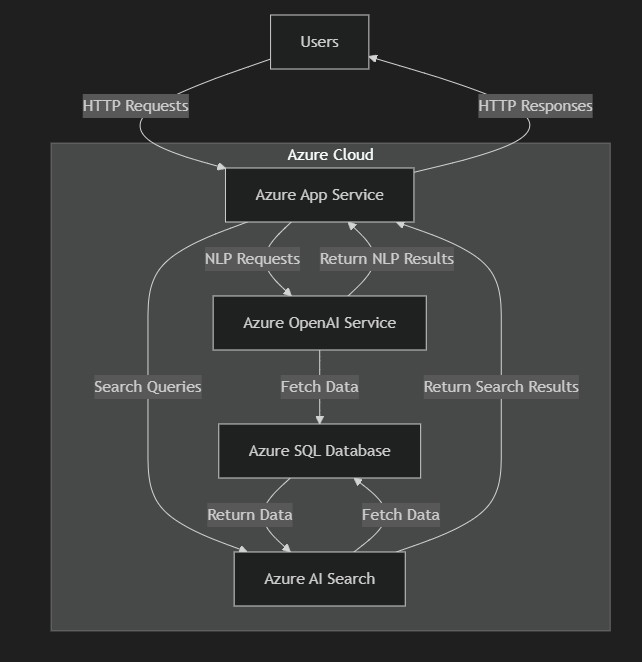 Users
HTTP Requests
HTTP Responses
Azure Cloud
Azure App Service
NLP Requests
Return NLP Results
Azure OpenAI Service
Search Queries
Fetch Data
Return Search Results
Azure SQL Database
Return Data
Fetch Data
Azure AI Search